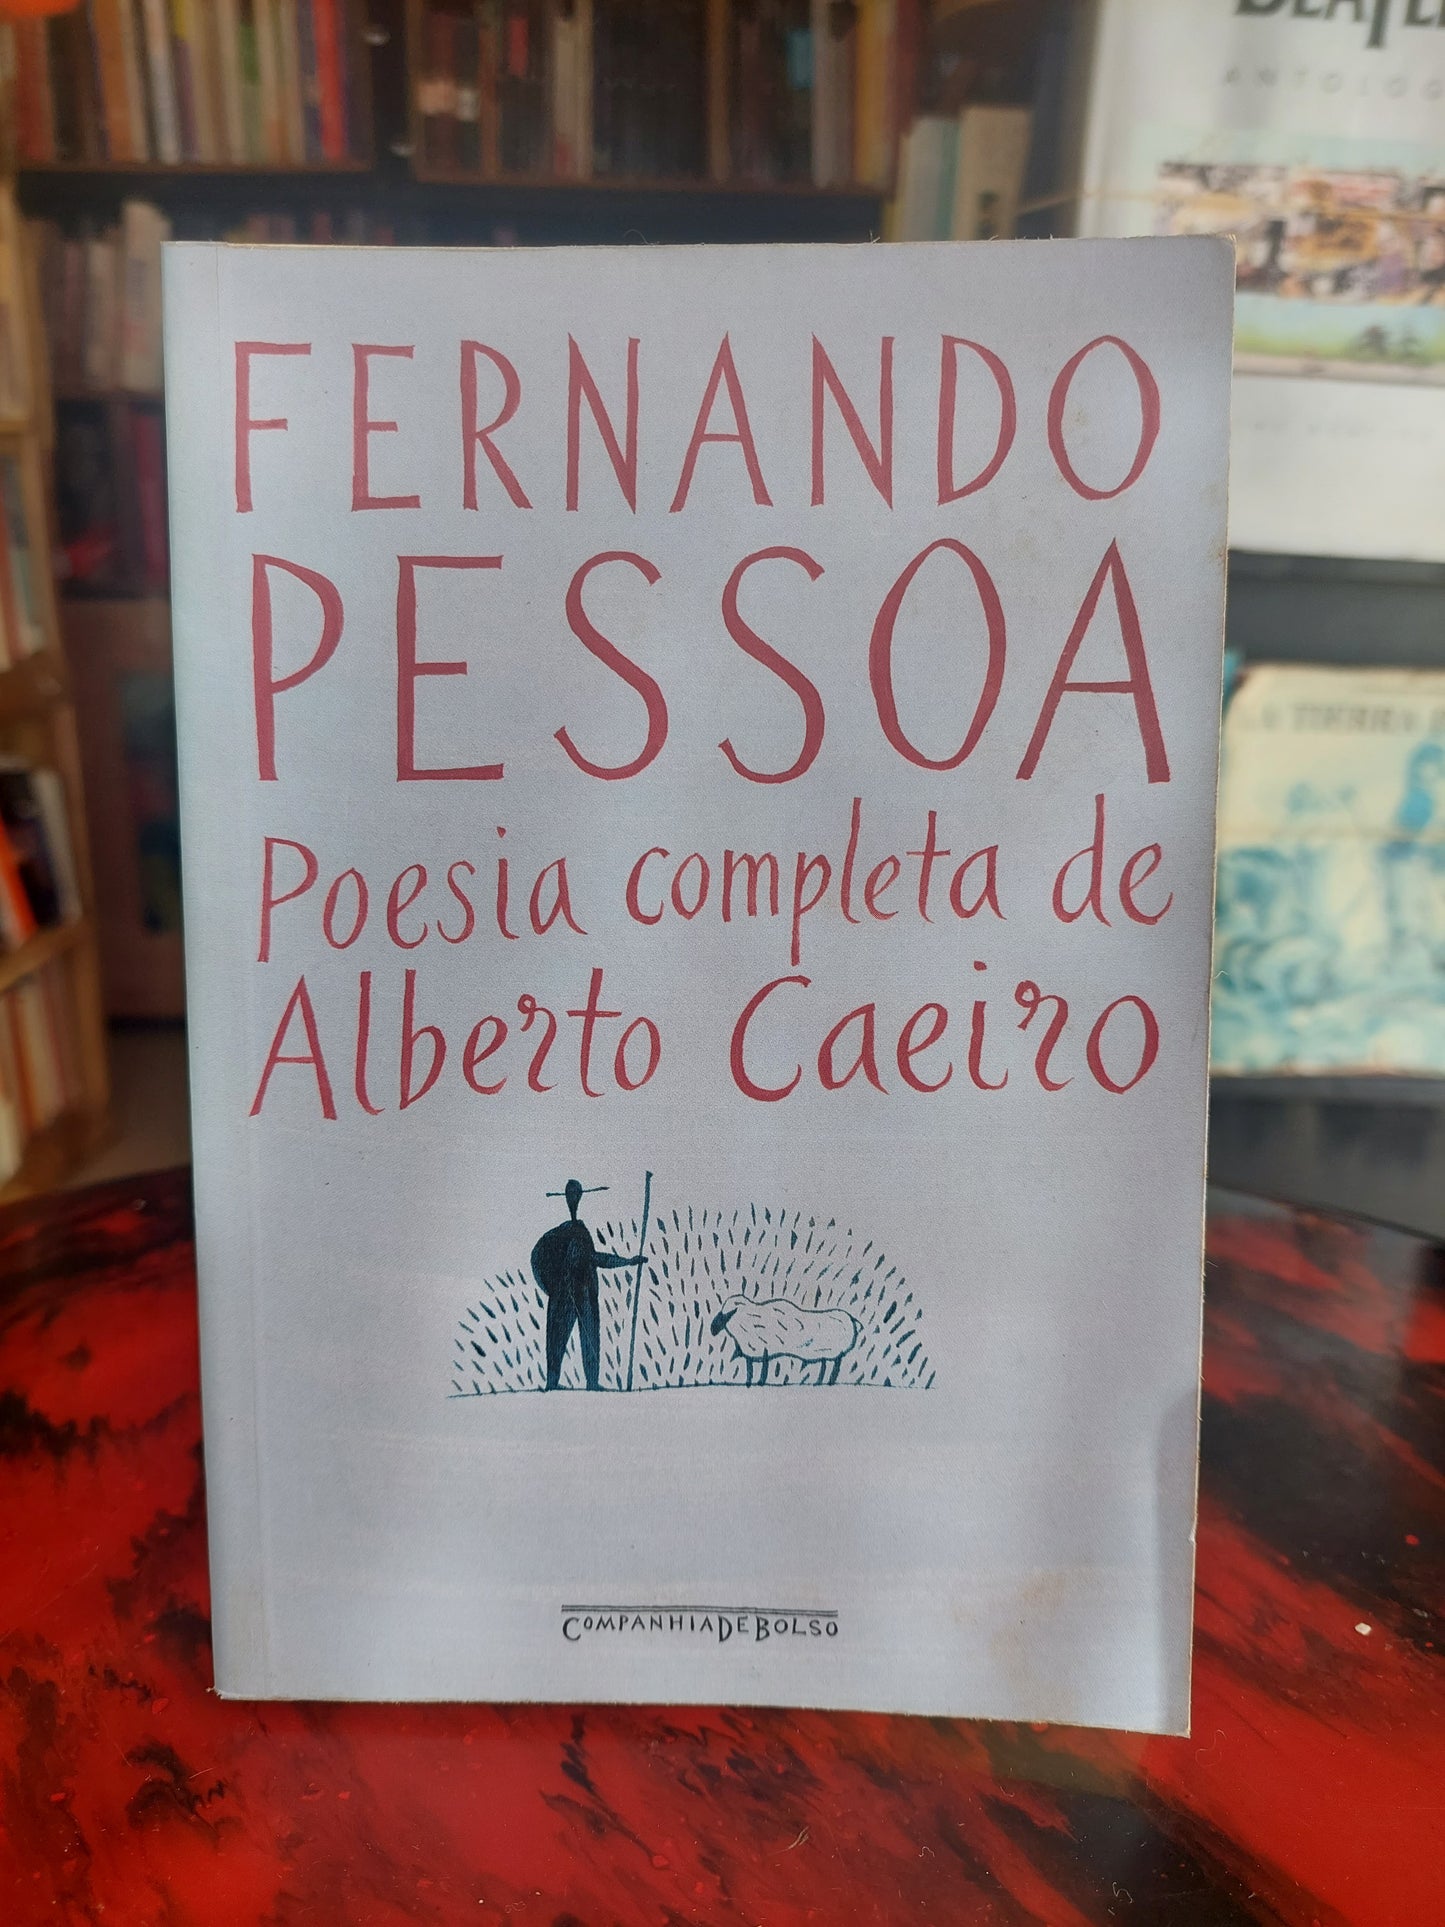 FERNANDO
PESSOA
Poesia completa de
Alberto Caeiro
COMPANHIADEBOLSO